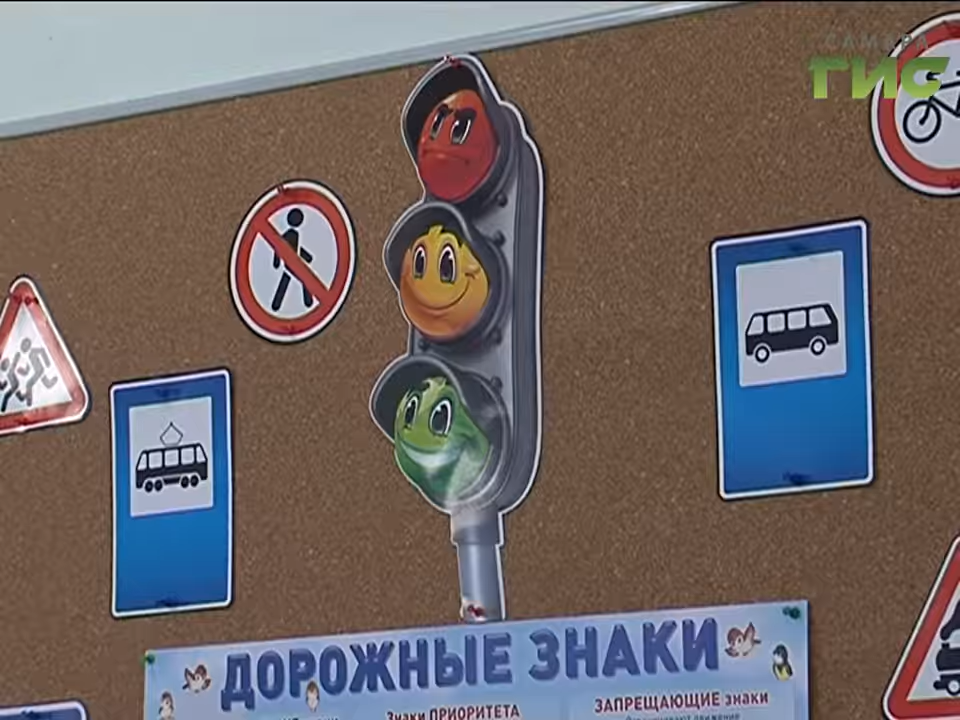 САМАРА
ГИС
ДОРОЖНЫЕ ЗНАКИ
Знаки ПРИОРИТЕТА
ЗАПРЕЩАЮЩИЕ знаки